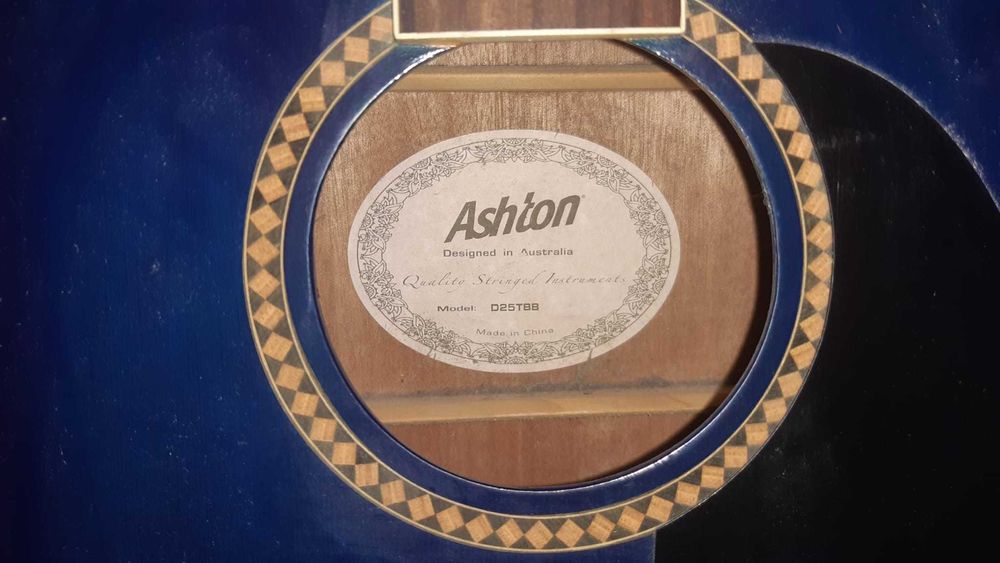 Ashton
Designed in Australia
Quality Stringed Instruments
Model: D25TBB
Made in China